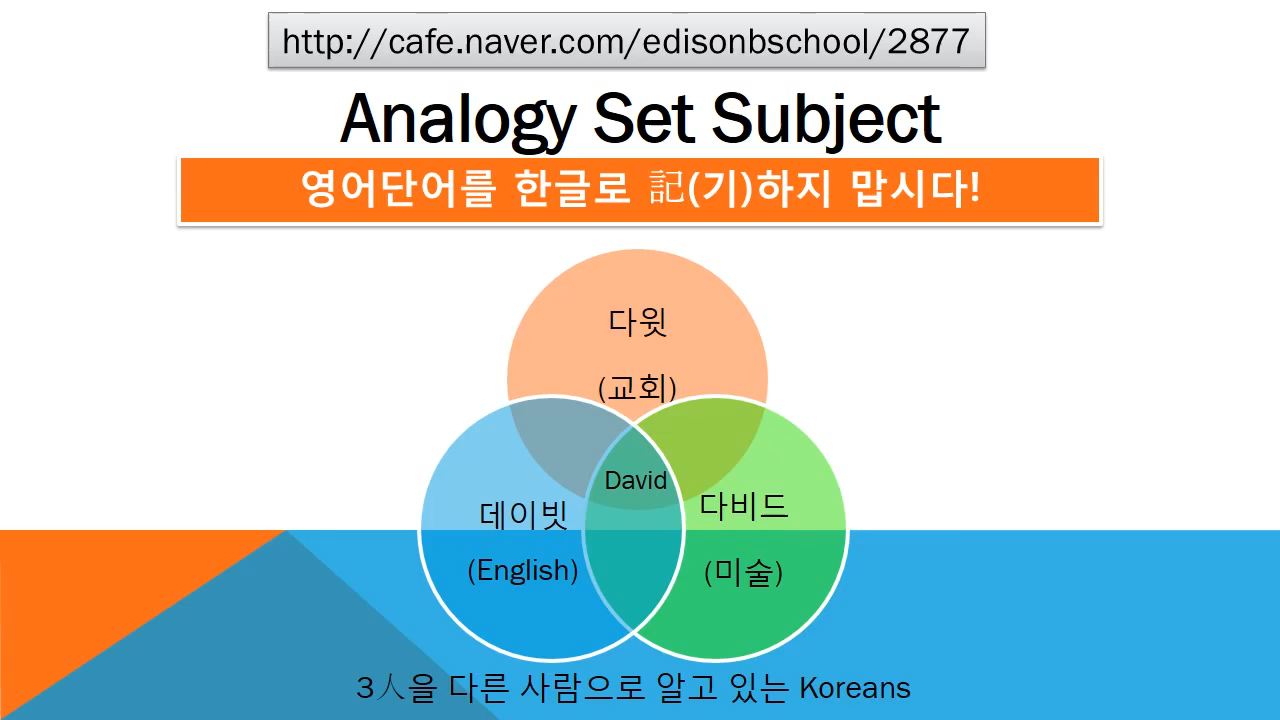 http://cafe.naver.com/edisonbschool/2877
Analogy Set Subject
영어단어를 한글로 記(기)하지 맙시다!
다윗
(교회)
David
데이빗
(English)
다비드
(미술)
3人을 다른 사람으로 알고 있는 Koreans